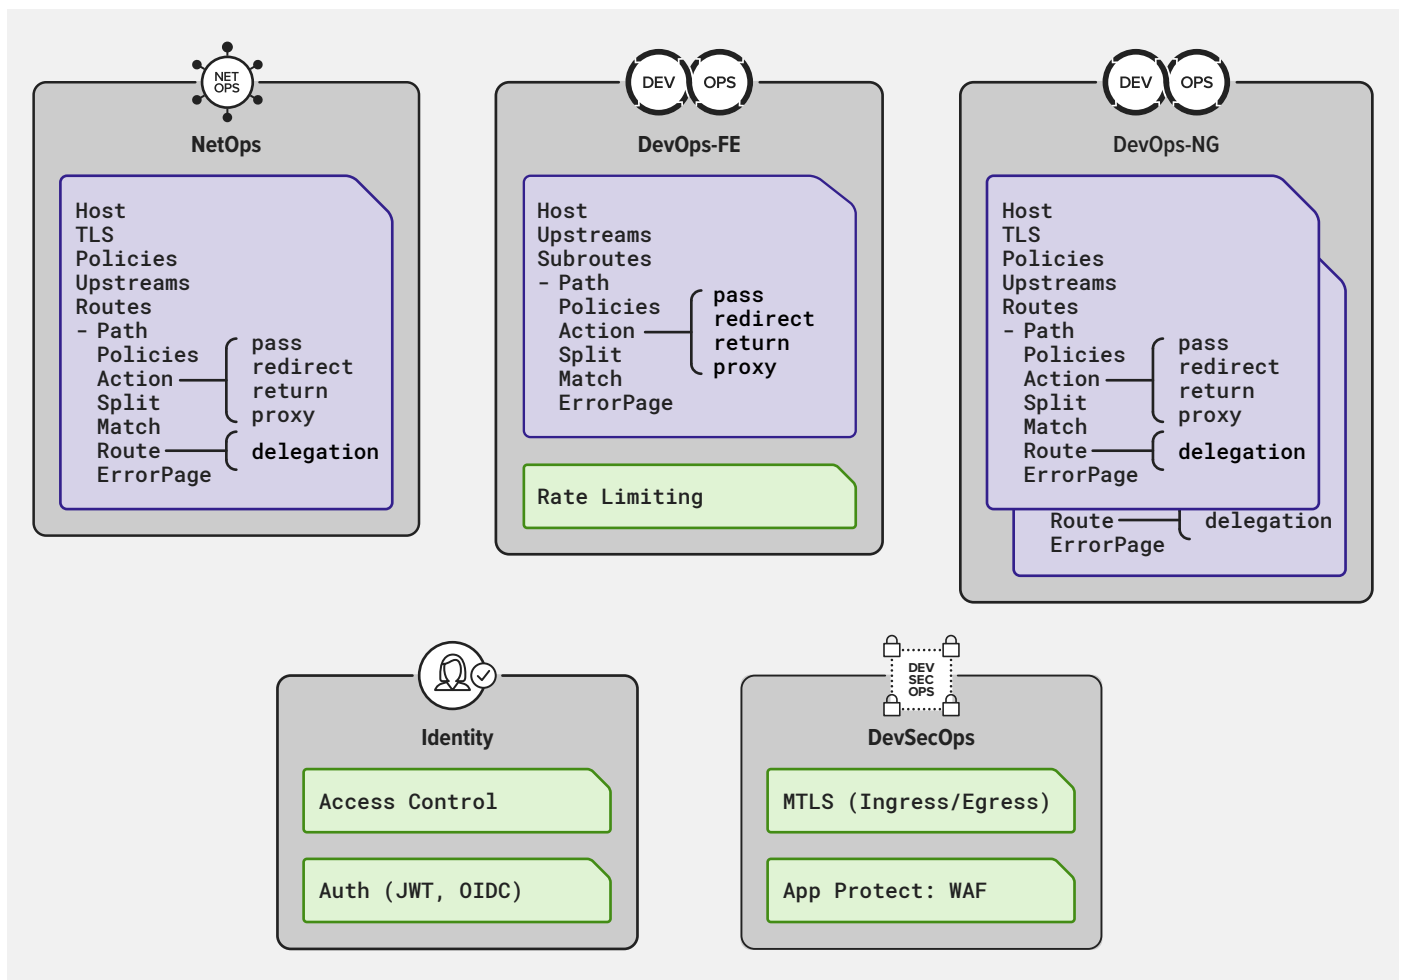 NET
OPS
NetOps
Host
TLS
Policies
Upstreams
Routes
- Path
Policies
Action
Split
Match
Route
ErrorPage
pass
redirect
return
proxy
delegation
DEV OPS
DevOps-FE
Host
Upstreams
Subroutes
- Path
Policies
Action
Split
Match
ErrorPage
pass
redirect
return
proxy
Rate Limiting
DEV OPS
DevOps-NG
Host
TLS
Policies
Upstreams
Routes
- Path
Policies
Action
Split
Match
Route
ErrorPage
pass
redirect
return
proxy
delegation
Route delegation
ErrorPage
Identity
Access Control
Auth (JWT, OIDC)
DEV
SEC
OPS
DevSecOps
MTLS (Ingress/Egress)
App Protect: WAF